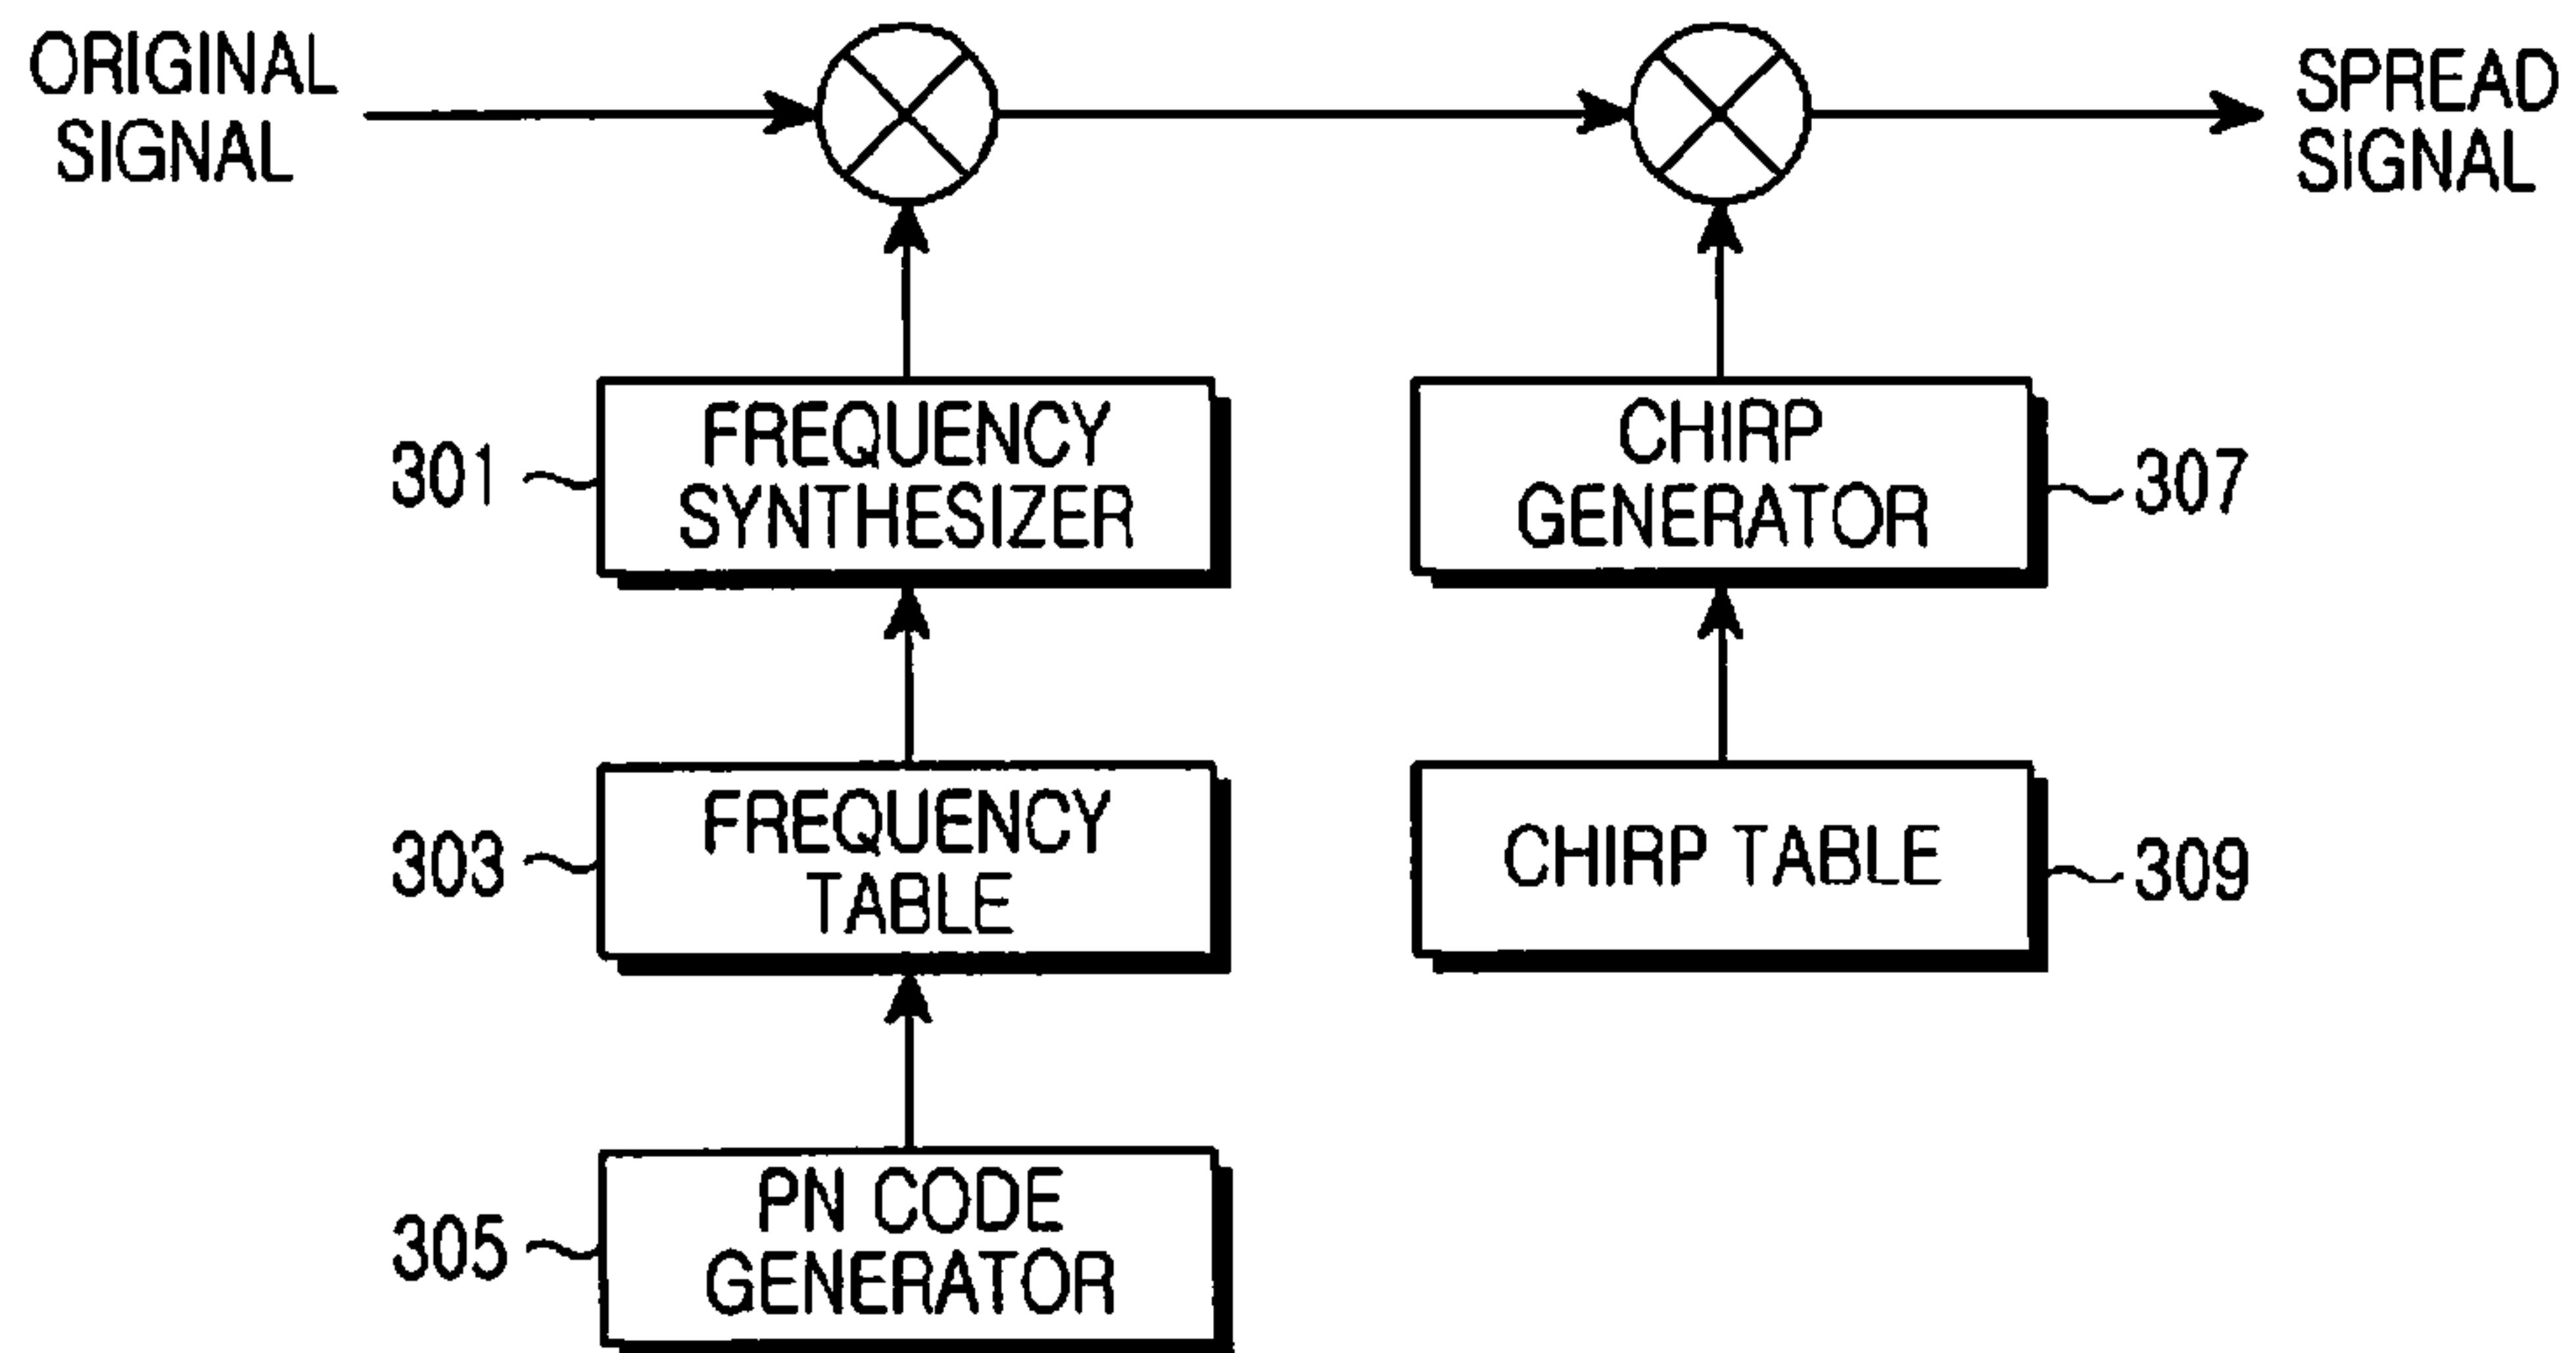 ORIGINAL
SIGNAL
SPREAD
SIGNAL
301
FREQUENCY
SYNTHESIZER
CHIRP
GENERATOR
307
303
FREQUENCY
TABLE
CHIRP TABLE
309
305
PN CODE
GENERATOR